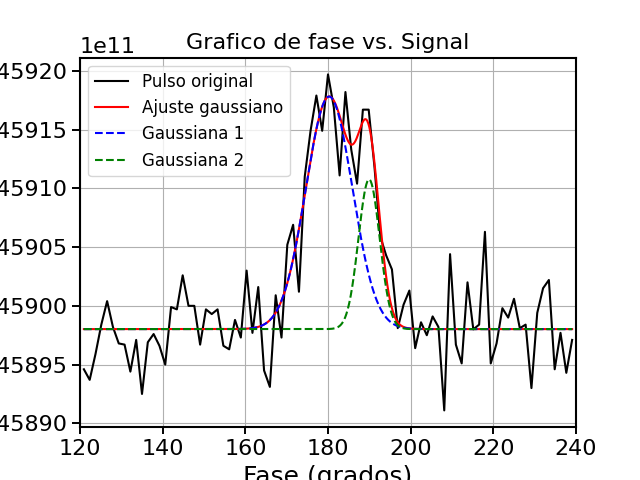 Grafico de fase vs. Signal
1e11
Pulso original
Ajuste gaussiano
Gaussiana 1
Gaussiana 2
45920
45915
45910
45905
45900
45895
45890
120 140 160 180 200 220 240
Fase (grados)